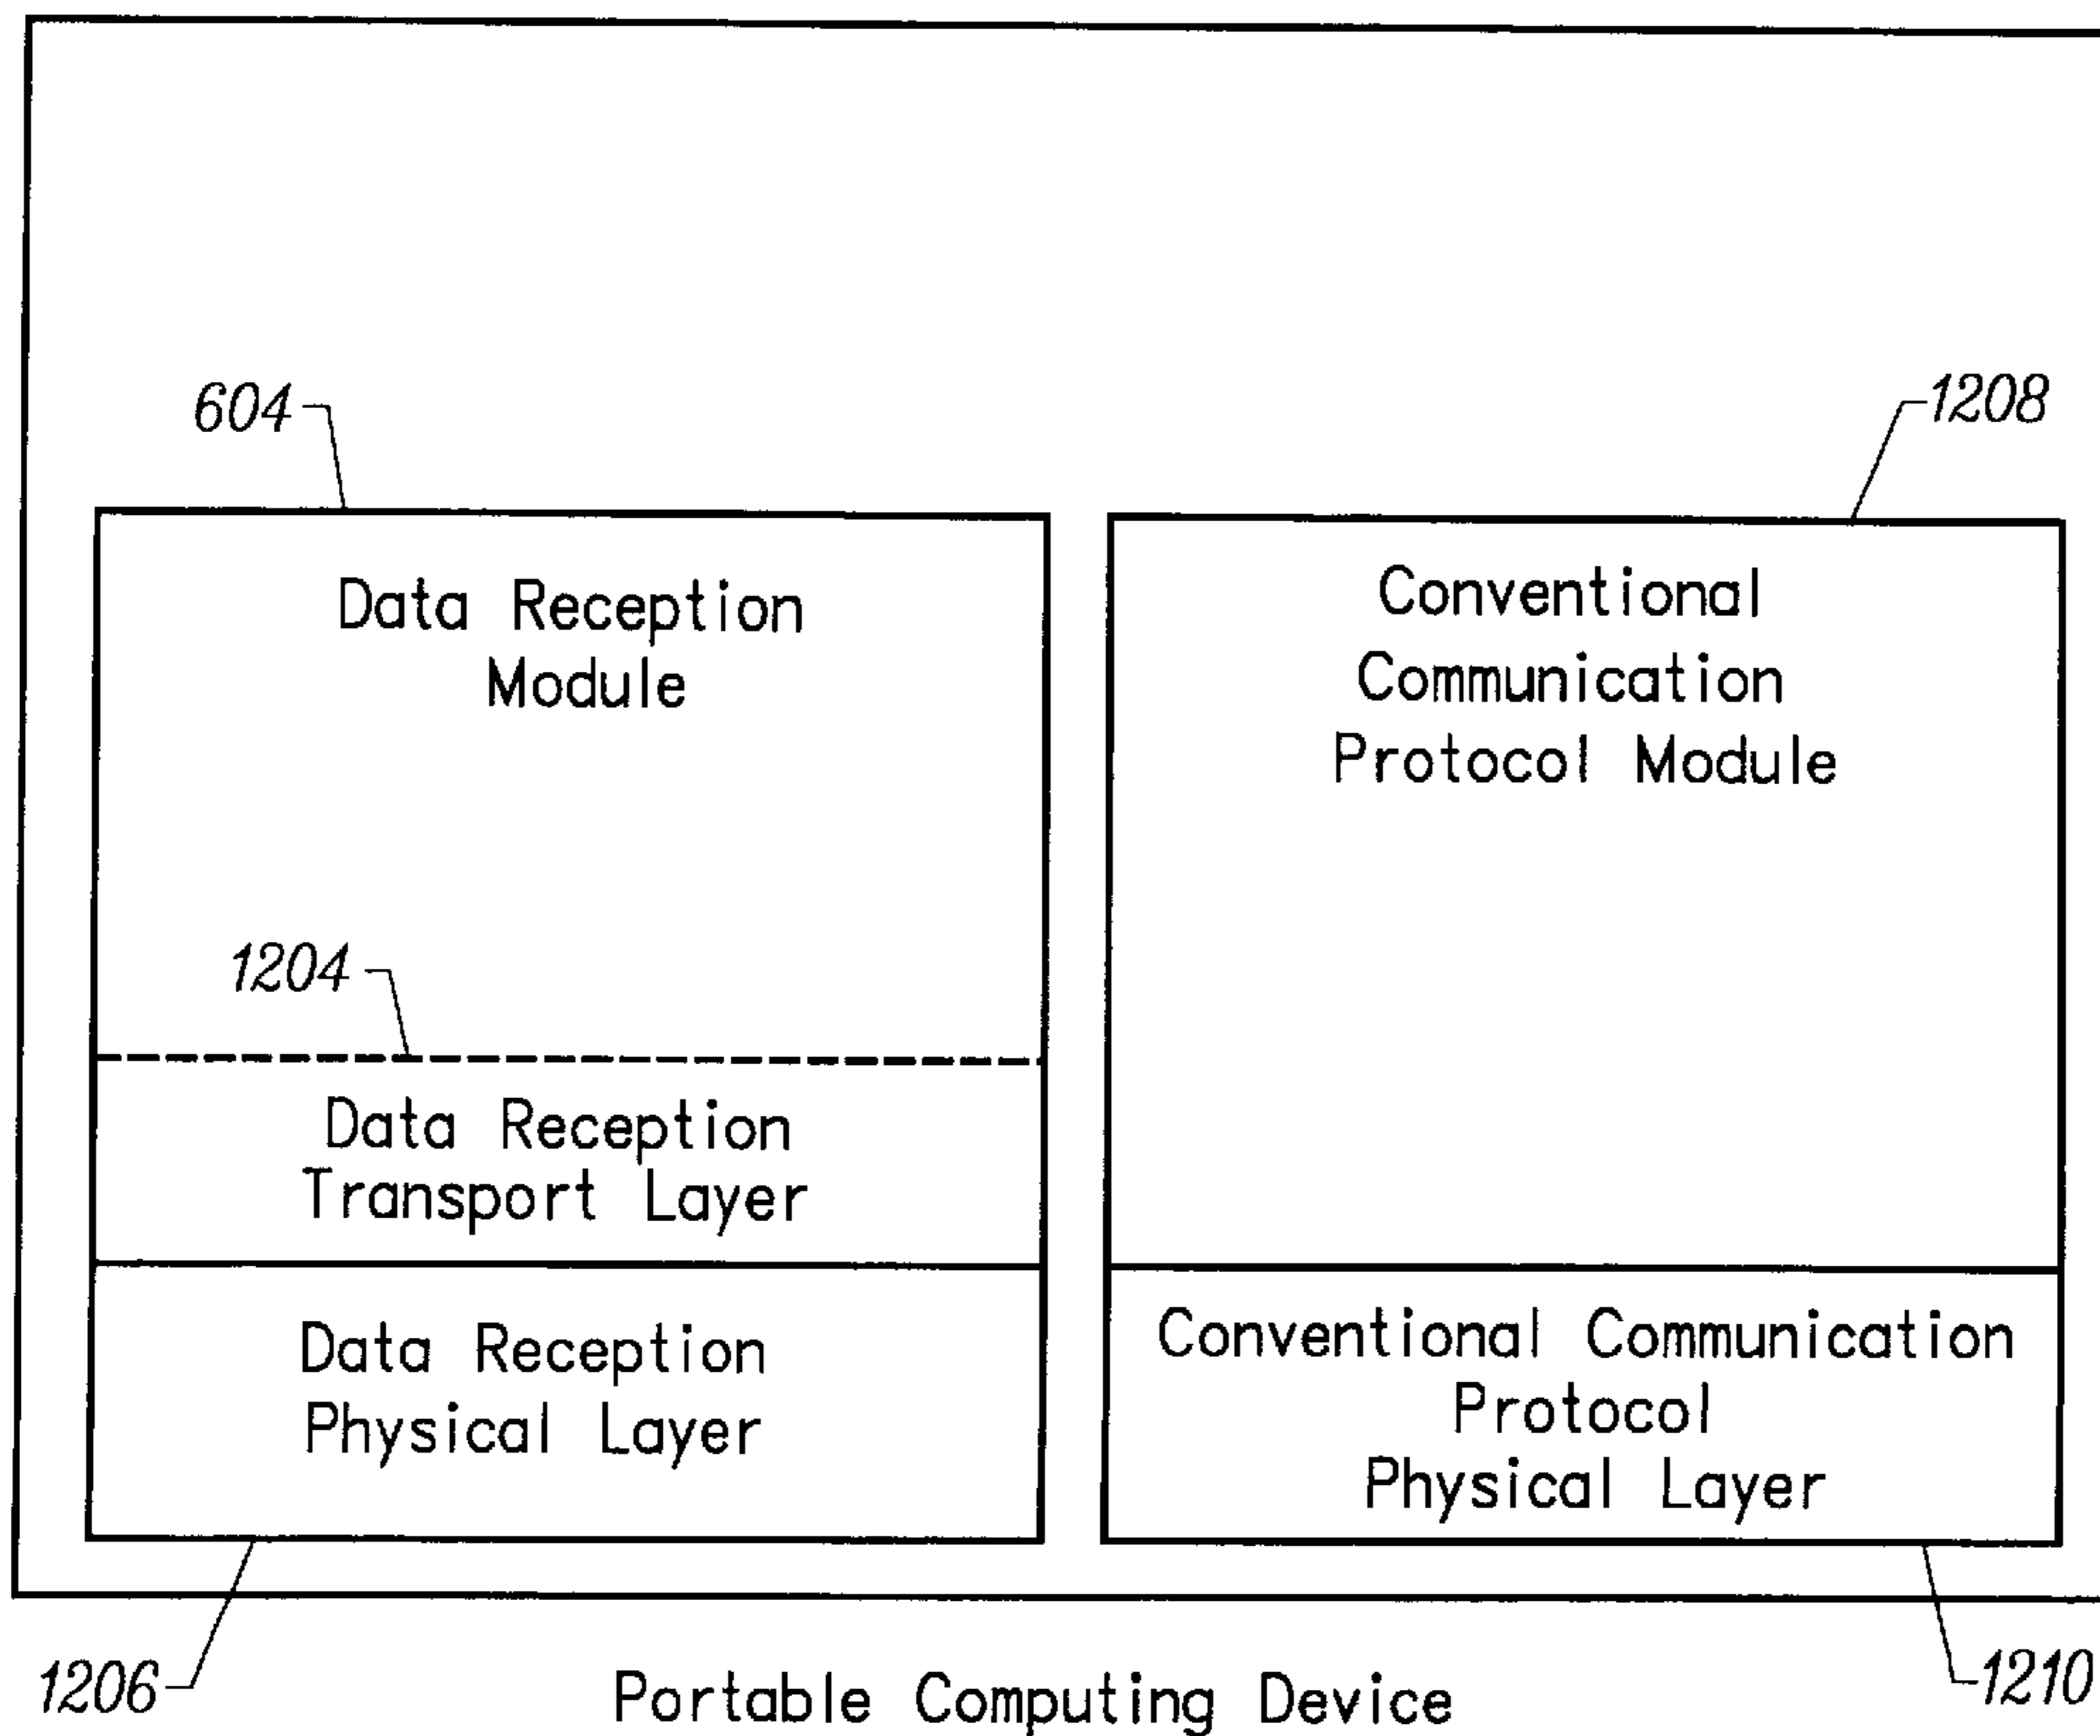 604
1208
Data Reception
Module
Conventional
Communication
Protocol Module
1204
Data Reception
Transport Layer
Data Reception
Physical Layer
Conventional Communication
Protocol
Physical Layer
1206
Portable Computing Device
1210